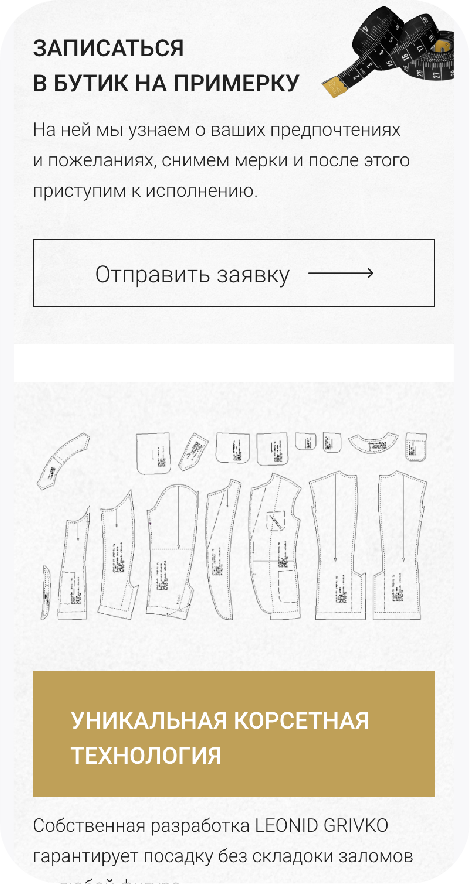 ЗАПИСАТЬСЯ
В БУТИК НА ПРИМЕРКУ
На ней мы узнаем о ваших предпочтениях
и пожеланиях, снимем мерки и после этого
приступим к исполнению.
Отправить заявку
УНИКАЛЬНАЯ КОРСЕТНАЯ
ТЕХНОЛОГИЯ
Собственная разработка LEONID GRIVKO
гарантирует посадку без складоки заломов